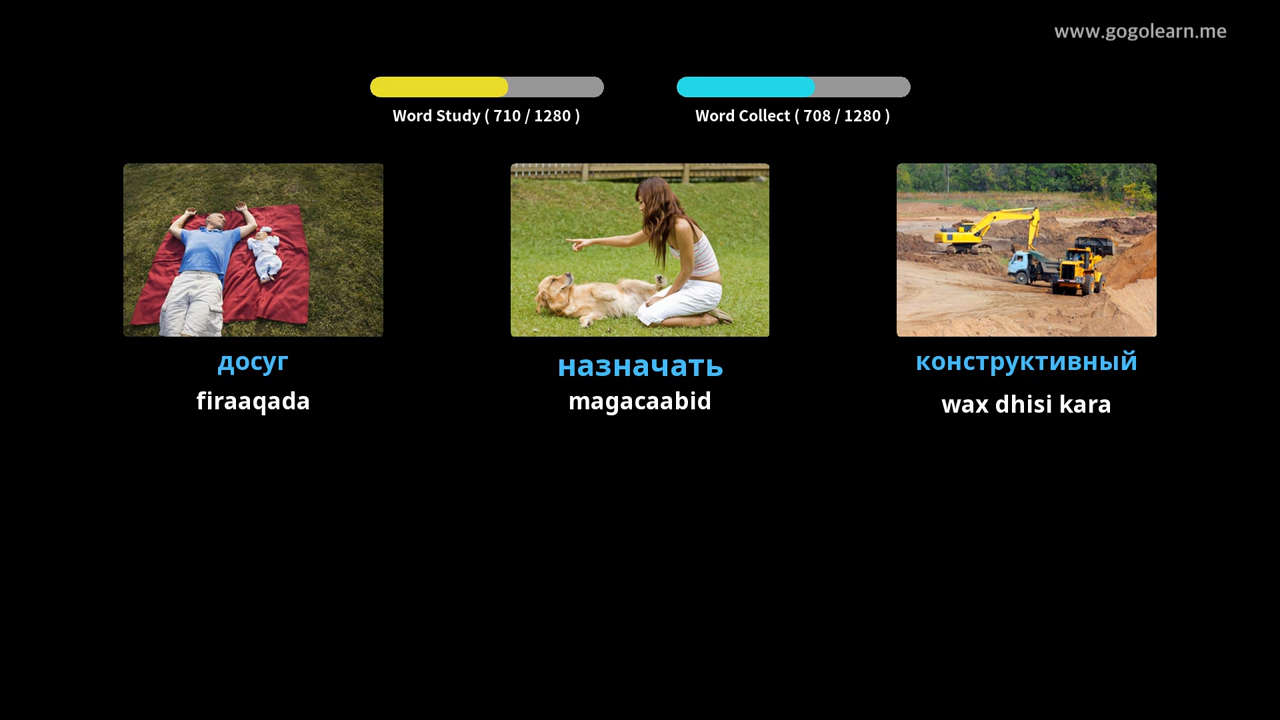 www.gogolearn.me
Word Study ( 710 / 1280 )
Word Collect ( 708 / 1280 )
досуг
firaaqada
назначать
magacaabid
конструктивный
wax dhisi kara